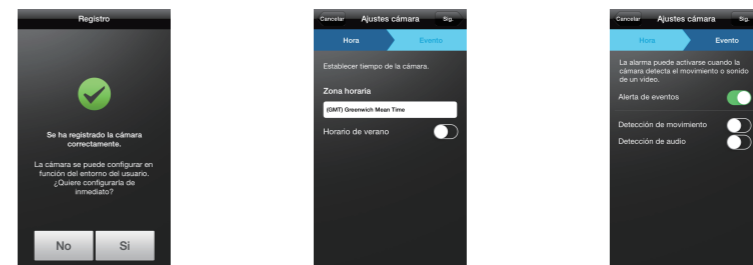 Registro
Se ha registrado la cámara
correctamente.
La cámara se puede configurar en
función del entorno del usuario.
¿Quiere configurarla de
inmediato?
No
Si
Cancelar
Ajustes cámara
Sig.
Hora
Evento
Establecer tiempo de la cámara.
Zona horaria
(GMT) Greenwich Mean Time
Horario de verano
Cancelar
Ajustes cámara
Sig.
Hora
Evento
La alarma puede activarse cuando la
cámara detecta el movimiento o sonido
de un video.
Alerta de eventos
Detección de movimiento
Detección de audio